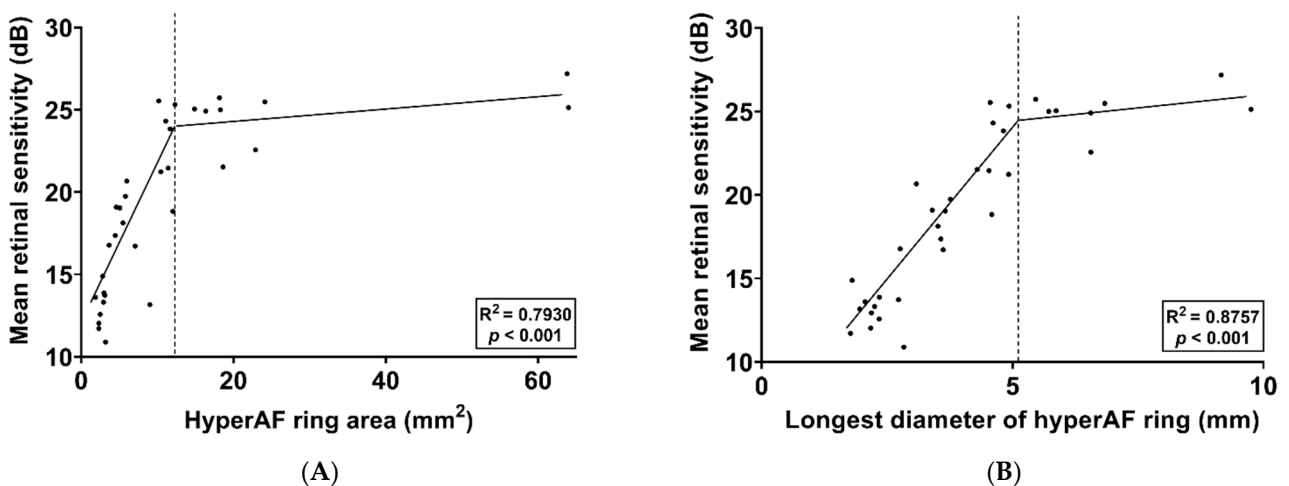 Mean retinal sensitivity (dB)
30
25
20
15
10
0
20
40
60
HyperAF ring area (mm²)
R² = 0.7930
p < 0.001
(A)
Mean retinal sensitivity (dB)
30
25
20
15
10
0
5
10
Longest diameter of hyperAF ring (mm)
R² = 0.8757
p < 0.001
(B)